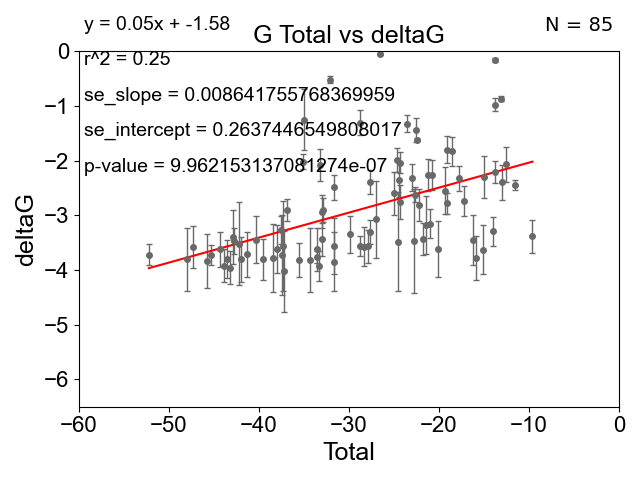 y = 0.05x + -1.58
N = 85
G Total vs deltaG
r^2 = 0.25
se_slope = 0.008641755768369959
se_intercept = 0.2637446549808017
p-value = 9.962153137081274e-07
deltaG
0
−1
−2
−3
−4
−5
−6
−60
−50
−40
−30
−20
−10
0
Total